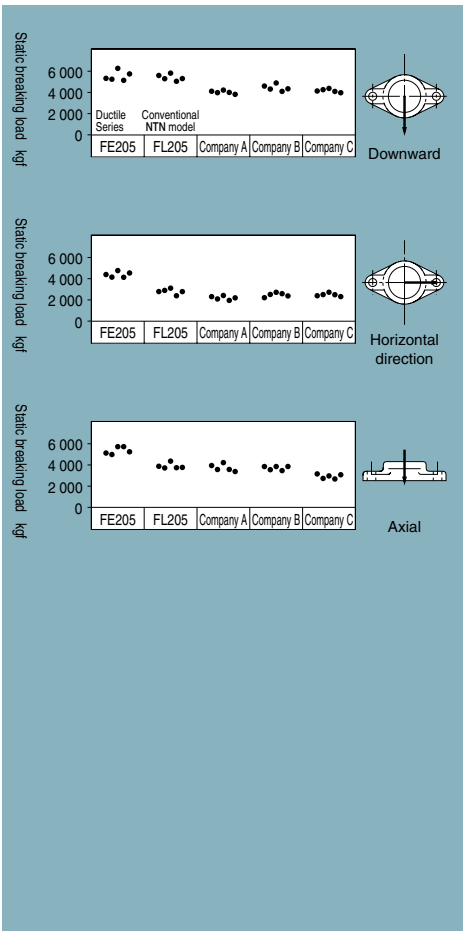 Static breaking load kgf
6 000
4 000
2 000
0
Ductile Series
Conventional NTN model
FE205 FL205 Company A Company B Company C
Downward
Static breaking load kgf
6 000
4 000
2 000
0
FE205 FL205 Company A Company B Company C
Horizontal
direction
Static breaking load kgf
6 000
4 000
2 000
0
FE205 FL205 Company A Company B Company C
Axial